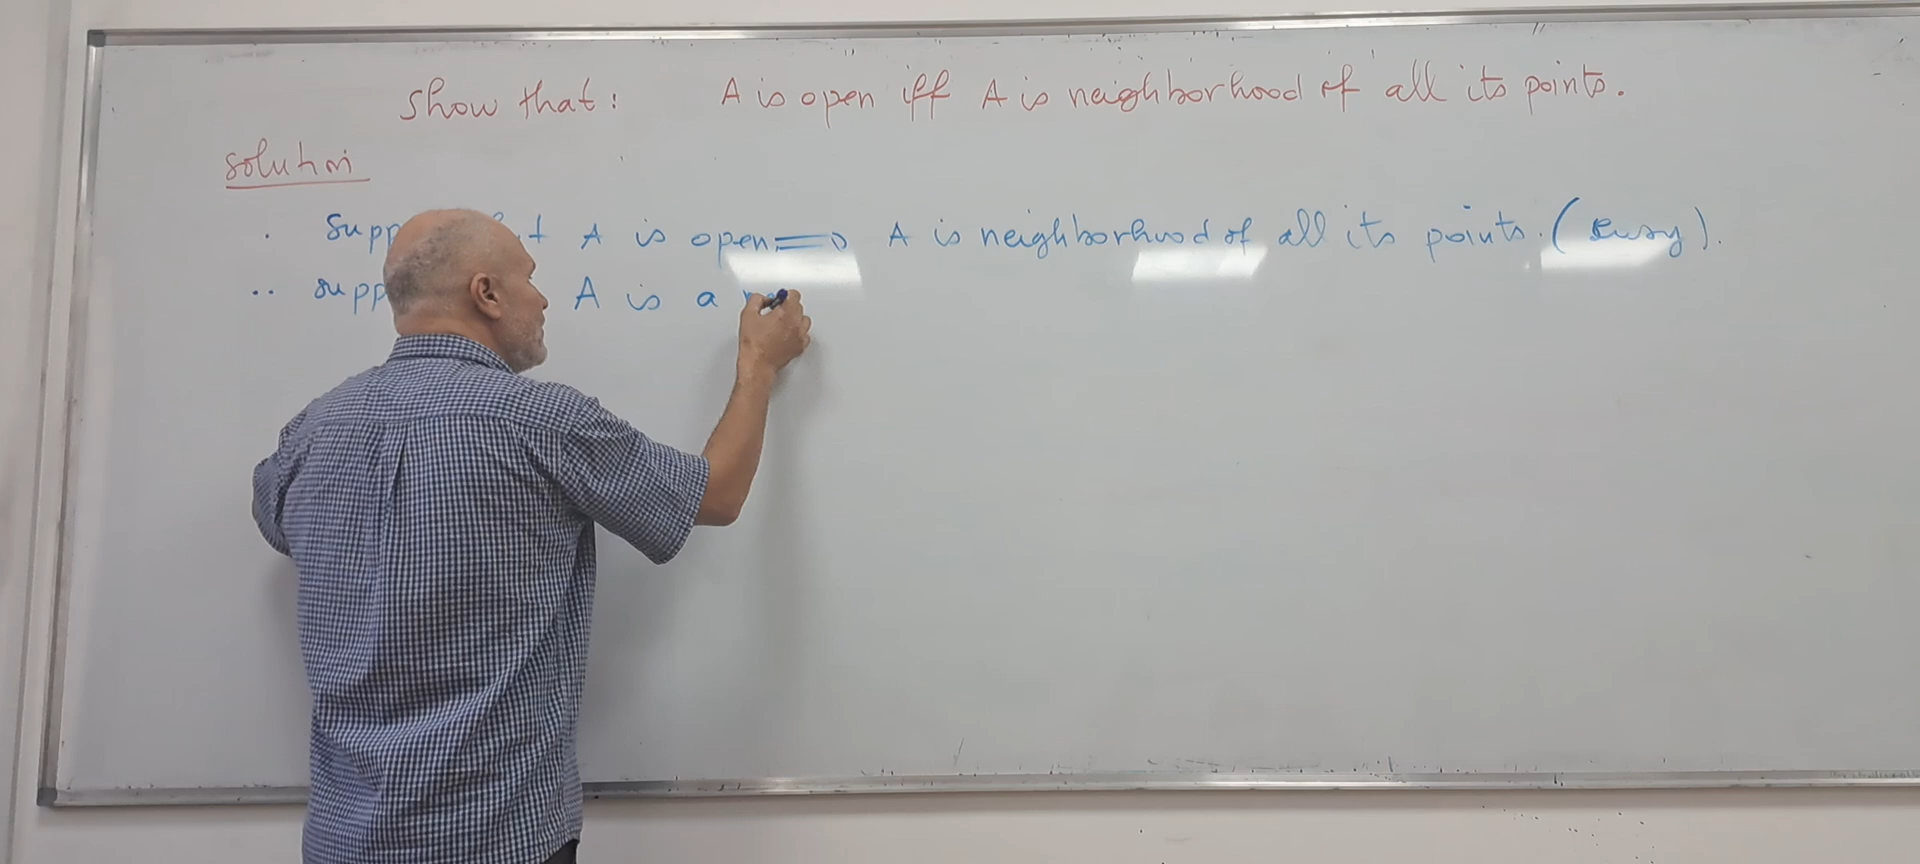 Show that : A is open iff A is neighborhood of all its points.
solution
. Supp t A is open => A is neighborhood of all its points. (Easy).
.. supp A is a